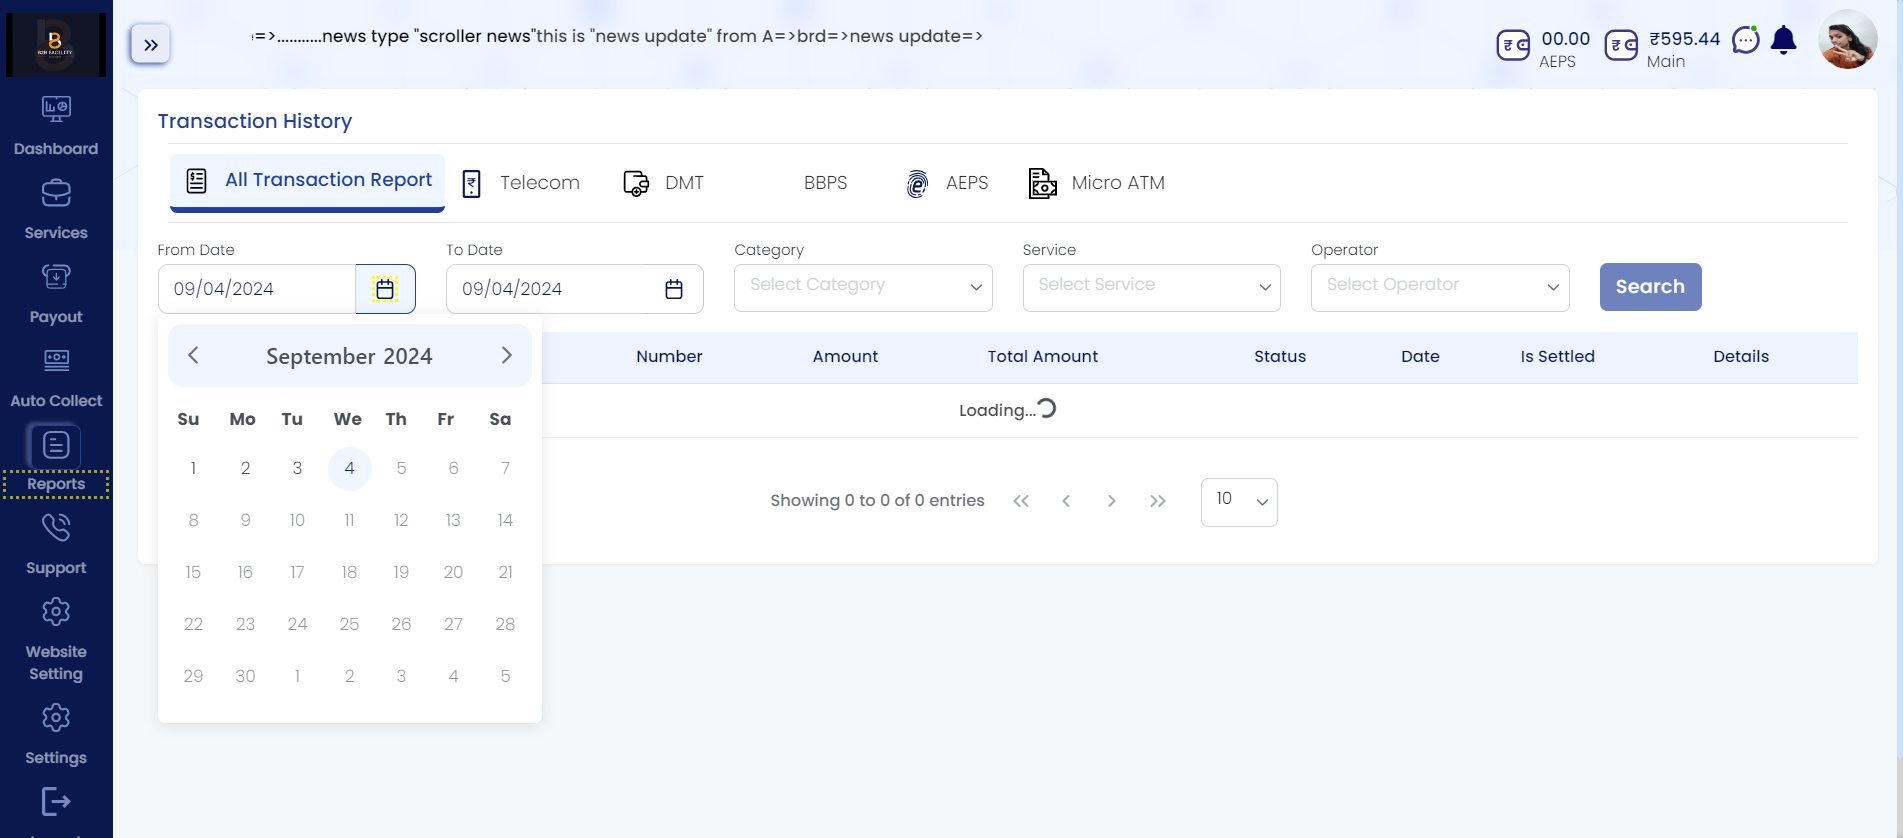 B2B FACILITY
Dashboard
Services
Payout
Auto Collect
Reports
Support
Website
Setting
Settings
=>...........news type "scroller news"this is "news update" from A=>brd=>news update=>
00.00
AEPS
₹595.44
Main
Transaction History
All Transaction Report
Telecom
DMT
BBPS
AEPS
Micro ATM
From Date
To Date
Category
Service
Operator
09/04/2024
09/04/2024
Select Category
Select Service
Select Operator
Search
September 2024
Su Mo Tu We Th Fr Sa
1 2 3 4 5 6 7
8 9 10 11 12 13 14
15 16 17 18 19 20 21
22 23 24 25 26 27 28
29 30 1 2 3 4 5
Number Amount Total Amount Status Date Is Settled Details
Loading...
Showing 0 to 0 of 0 entries
10